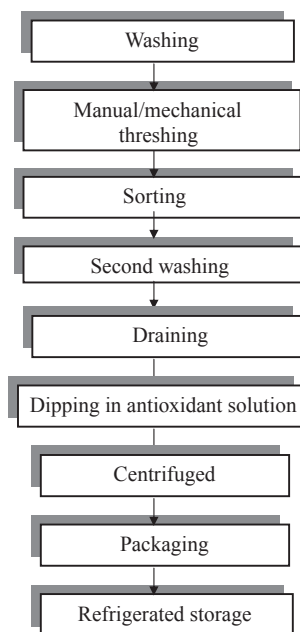 Washing
Manual/mechanical
threshing
Sorting
Second washing
Draining
Dipping in antioxidant solution
Centrifuged
Packaging
Refrigerated storage